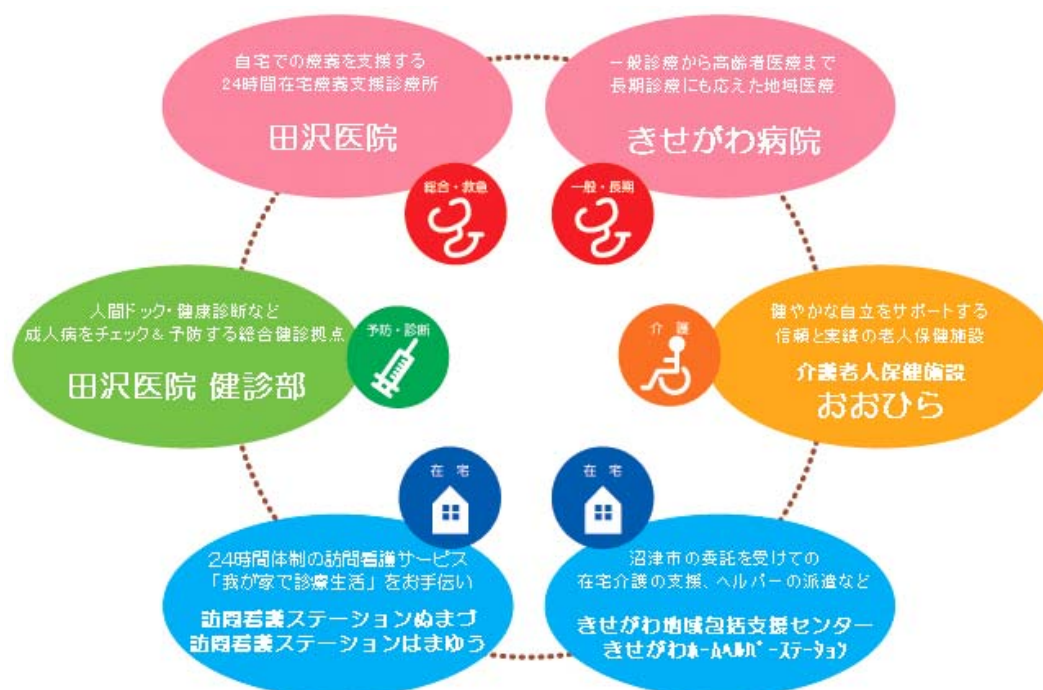 自宅での療養を支援する
24時間在宅療養支援診療所
田沢医院
総合・救急
一般診療から高齢者医療まで
長期診療にも応えた地域医療
きせがわ病院
一般・長期
人間ドック・健康診断など
成人病をチェック&予防する総合健診拠点
田沢医院 健診部
予防・診断
健やかな自立をサポートする
信頼と実績の老人保健施設
介護老人保健施設
おおひら
介 護
在 宅
24時間体制の訪問看護サービス
「我が家で診療生活」をお手伝い
訪問看護ステーションぬまづ
訪問看護ステーションはまゆう
在 宅
沼津市の委託を受けての
在宅介護の支援、ヘルパーの派遣など
きせがわ地域包括支援センター
きせがわホームヘルパーステーション